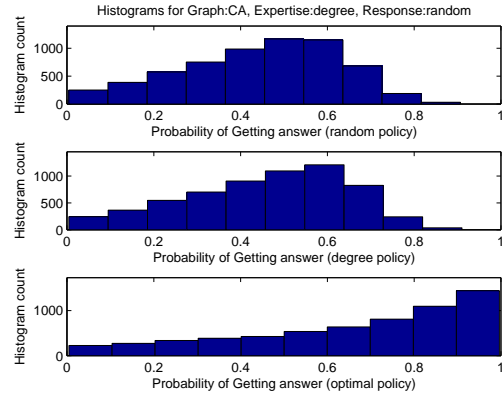 Histograms for Graph:CA, Expertise:degree, Response:random
Histogram count
1000
500
0
0 0.2 0.4 0.6 0.8 1
Probability of Getting answer (random policy)
Histogram count
1000
500
0
0 0.2 0.4 0.6 0.8 1
Probability of Getting answer (degree policy)
Histogram count
1000
0
0 0.2 0.4 0.6 0.8 1
Probability of Getting answer (optimal policy)